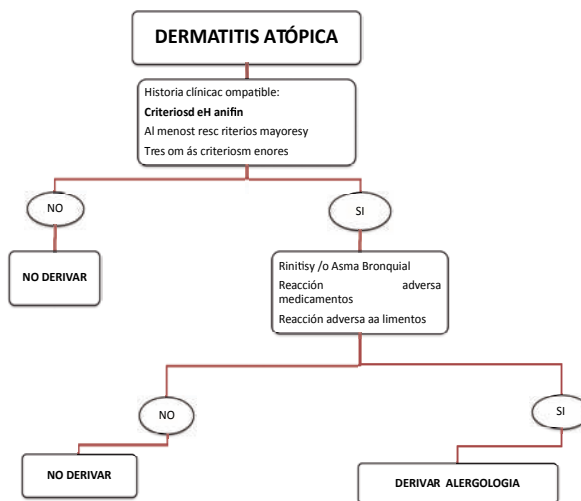 DERMATITIS ATÓPICA
Historia clínicac ompatible:
Criteriosd eH anifin
Al menost resc riterios mayoresy
Tres om ás criteriosm enores
NO
SI
NO DERIVAR
Rinitisy /o Asma Bronquial
Reacción adversa
medicamentos
Reacción adversa aa limentos
NO
SI
NO DERIVAR
DERIVAR ALERGOLOGIA